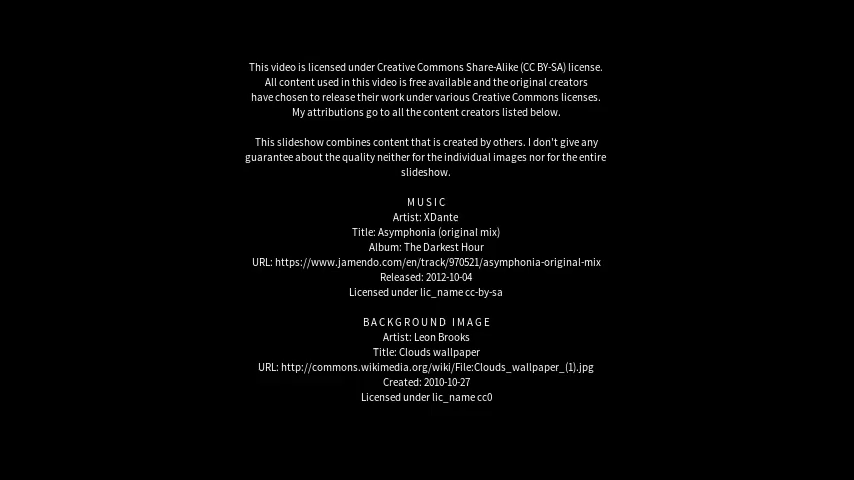 This video is licensed under Creative Commons Share-Alike (CC BY-SA) license.
All content used in this video is free available and the original creators
have chosen to release their work under various Creative Commons licenses.
My attributions go to all the content creators listed below.
This slideshow combines content that is created by others. I don't give any
guarantee about the quality neither for the individual images nor for the entire
slideshow.
MUSIC
Artist: XDante
Title: Asymphonia (original mix)
Album: The Darkest Hour
URL: https://www.jamendo.com/en/track/970521/asymphonia-original-mix
Released: 2012-10-04
Licensed under lic_name cc-by-sa
BACKGROUND IMAGE
Artist: Leon Brooks
Title: Clouds wallpaper
URL: http://commons.wikimedia.org/wiki/File:Clouds_wallpaper_(1).jpg
Created: 2010-10-27
Licensed under lic_name cc0